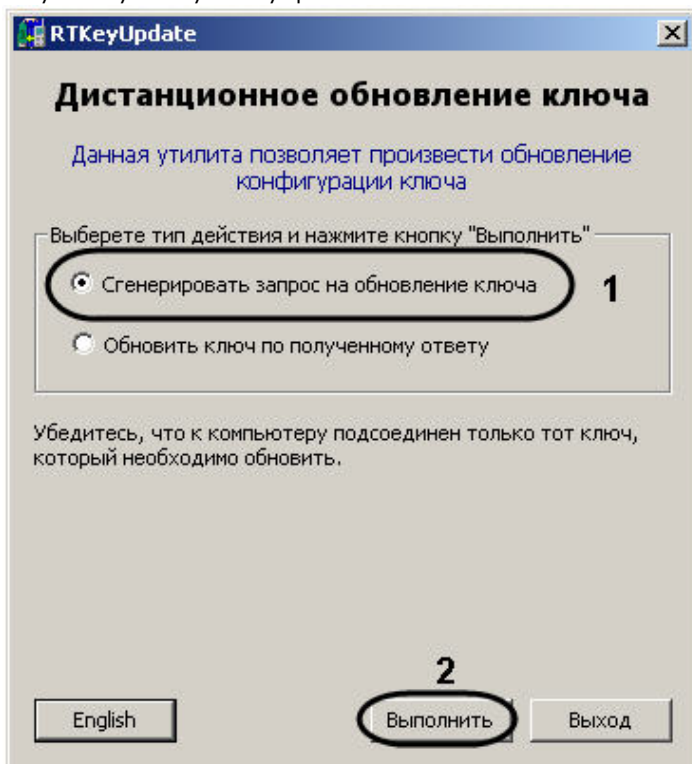 RTKeyUpdate
Дистанционное обновление ключа
Данная утилита позволяет произвести обновление
конфигурации ключа
Выберете тип действия и нажмите кнопку "Выполнить"
Сгенерировать запрос на обновление ключа
1
Обновить ключ по полученному ответу
Убедитесь, что к компьютеру подсоединен только тот ключ,
который необходимо обновить.
2
English
Выполнить
Выход